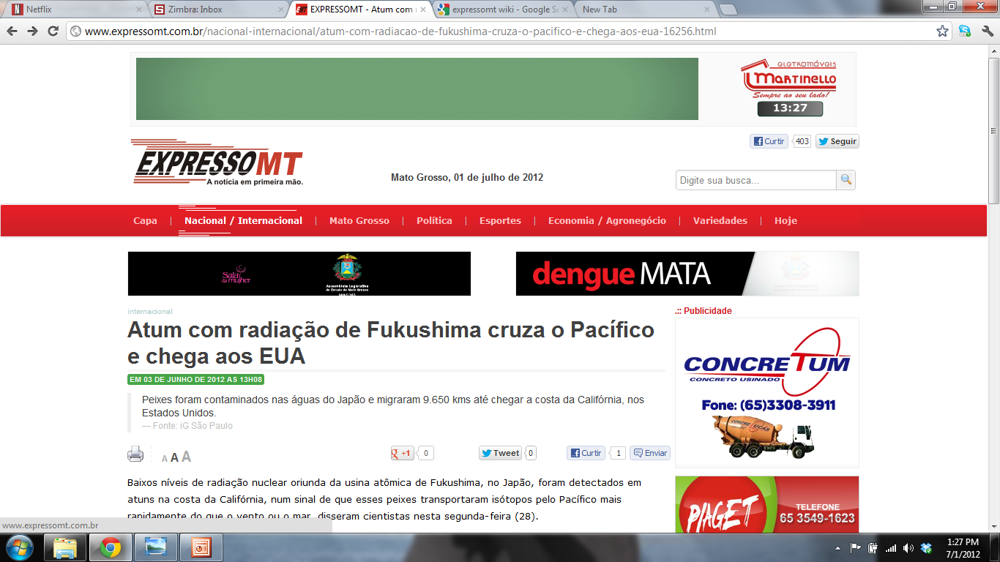 Netflix
Zimbra: Inbox
EXPRESSOMT - Atum com
expressomt wiki - Google Se
New Tab
www.expressomt.com.br/nacional-internacional/atum-com-radiacao-de-fukushima-cruza-o-pacifico-e-chega-aos-eua-16256.html
eletromóveis
Martinello
Sempre ao seu lado!
13:27
Curtir 403 Seguir
EXPRESSOMT
A notícia em primeira mão.
Mato Grosso, 01 de julho de 2012
Digite sua busca...
Capa | Nacional / Internacional | Mato Grosso | Política | Esportes | Economia / Agronegócio | Variedades | Hoje
Sala da mulher
Assembleia Legislativa
do Estado de Mato Grosso
dengue MATA
internacional
Atum com radiação de Fukushima cruza o Pacífico
e chega aos EUA
EM 03 DE JUNHO DE 2012 AS 13H08
Peixes foram contaminados nas águas do Japão e migraram 9.650 kms até chegar a costa da Califórnia, nos
Estados Unidos.
— Fonte: iG São Paulo
A A A
+1 0 Tweet 0 Curtir 1 Enviar
Baixos níveis de radiação nuclear oriunda da usina atômica de Fukushima, no Japão, foram detectados em
atuns na costa da Califórnia, num sinal de que esses peixes transportaram isótopos pelo Pacífico mais
rapidamente do que o vento ou o mar, disseram cientistas nesta segunda-feira (28).
.:: Publicidade
CONCRETUM
CONCRETO USINADO
Fone: (65)3308-3911
CONCRETUCAS
PIAGET
TELEFONE
65 3549-1623
www.expressomt.com.br
1:27 PM
7/1/2012